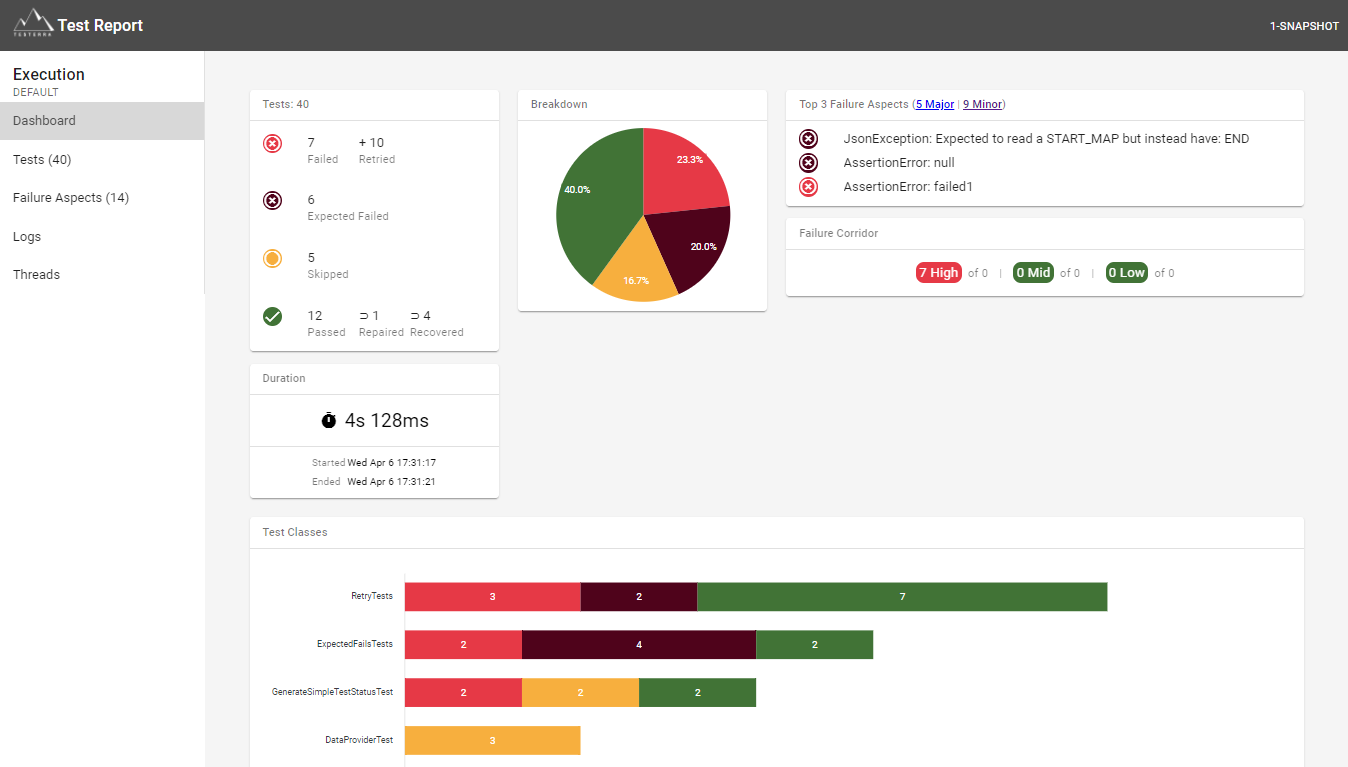 TESTERRA
Test Report
1-SNAPSHOT
Execution
DEFAULT
Dashboard
Tests (40)
Failure Aspects (14)
Logs
Threads
Tests: 40
7 + 10
Failed Retried
6
Expected Failed
5
Skipped
12 ⊃ 1 ⊃ 4
Passed Repaired Recovered
Breakdown
23.3%
40.0%
20.0%
16.7%
Top 3 Failure Aspects (5 Major | 9 Minor)
JsonException: Expected to read a START_MAP but instead have: END
AssertionError: null
AssertionError: failed1
Failure Corridor
7 High of 0 | 0 Mid of 0 | 0 Low of 0
Duration
4s 128ms
Started Wed Apr 6 17:31:17
Ended Wed Apr 6 17:31:21
Test Classes
RetryTests 3 2 7
ExpectedFailsTests 2 4 2
GenerateSimpleTestStatusTest 2 2 2
DataProviderTest 3